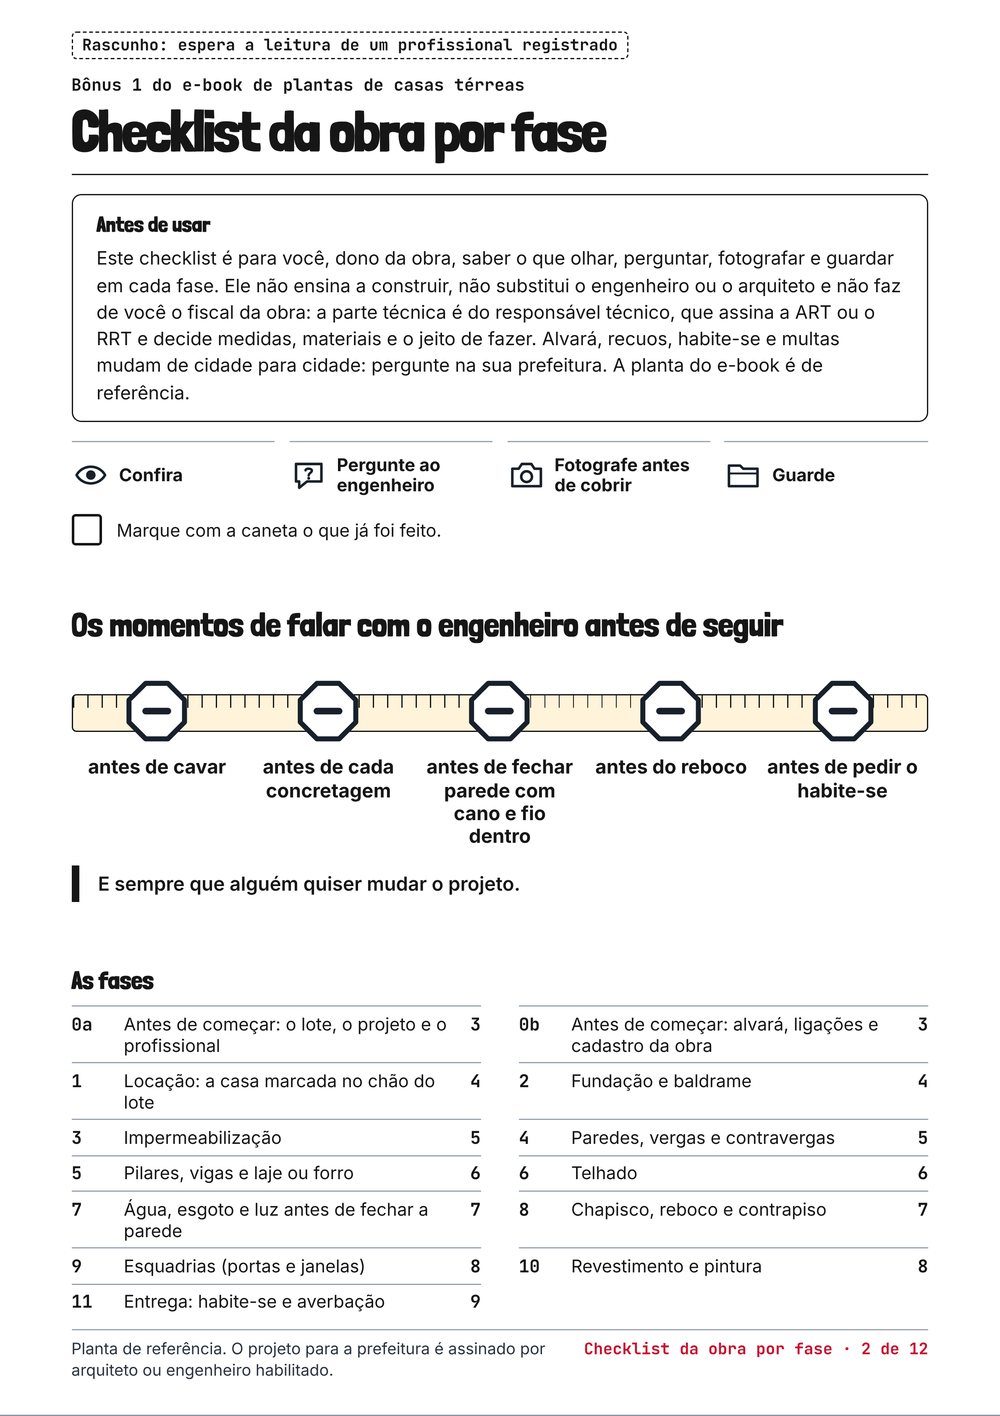 Rascunho: espera a leitura de um profissional registrado
Bônus 1 do e-book de plantas de casas térreas
Checklist da obra por fase
Antes de usar
Este checklist é para você, dono da obra, saber o que olhar, perguntar, fotografar e guardar
em cada fase. Ele não ensina a construir, não substitui o engenheiro ou o arquiteto e não faz
de você o fiscal da obra: a parte técnica é do responsável técnico, que assina a ART ou o
RRT e decide medidas, materiais e o jeito de fazer. Alvará, recuos, habite-se e multas
mudam de cidade para cidade: pergunte na sua prefeitura. A planta do e-book é de
referência.
Confira
Pergunte ao
engenheiro
Fotografe antes
de cobrir
Guarde
Marque com a caneta o que já foi feito.
Os momentos de falar com o engenheiro antes de seguir
antes de cavar
antes de cada
concretagem
antes de fechar
parede com
cano e fio
dentro
antes do reboco
antes de pedir o
habite-se
E sempre que alguém quiser mudar o projeto.
As fases
0a Antes de começar: o lote, o projeto e o 3
profissional
0b Antes de começar: alvará, ligações e 3
cadastro da obra
1 Locação: a casa marcada no chão do 4
lote
2 Fundação e baldrame 4
3 Impermeabilização 5
4 Paredes, vergas e contravergas 5
5 Pilares, vigas e laje ou forro 6
6 Telhado 6
7 Água, esgoto e luz antes de fechar a 7
parede
8 Chapisco, reboco e contrapiso 7
9 Esquadrias (portas e janelas) 8
10 Revestimento e pintura 8
11 Entrega: habite-se e averbação 9
Planta de referência. O projeto para a prefeitura é assinado por
arquiteto ou engenheiro habilitado.
Checklist da obra por fase · 2 de 12